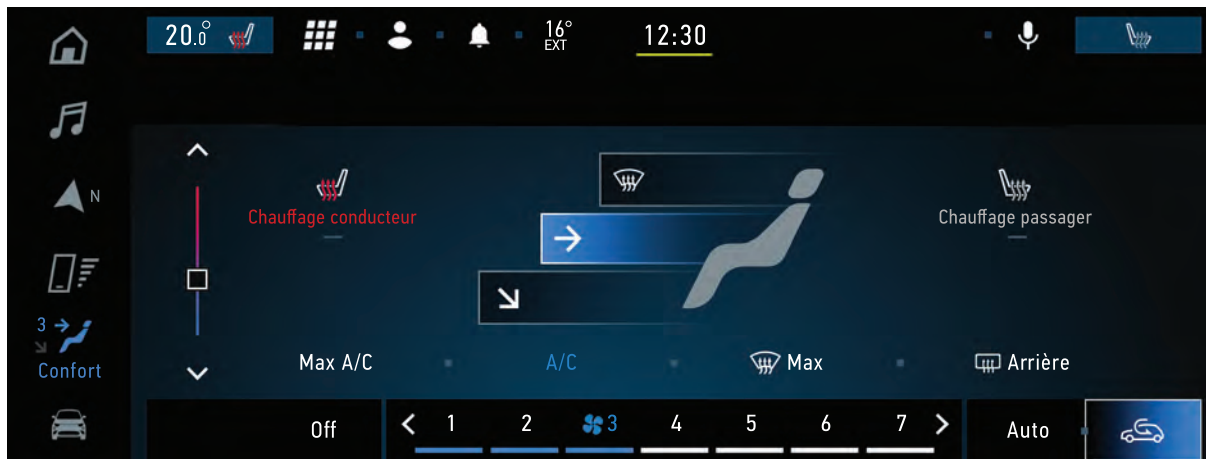 20.0°
16°
EXT
12:30
N
Chauffage conducteur
Chauffage passager
3
Confort
Max A/C
A/C
Max
Arrière
Off
1 2 3 4 5 6 7
Auto